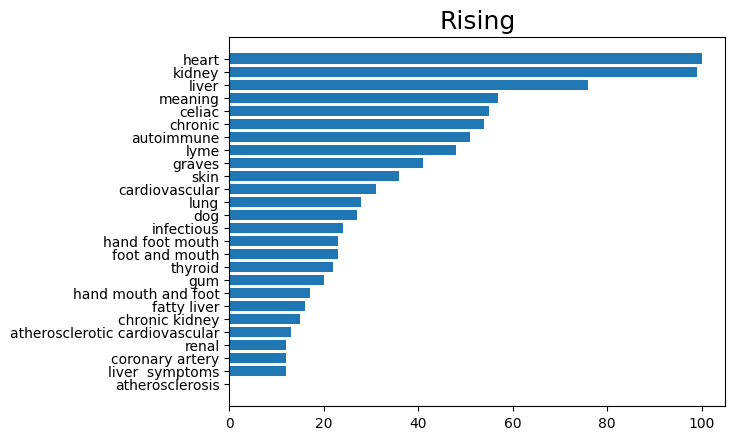 Rising
heart
kidney
liver
meaning
celiac
chronic
autoimmune
lyme
graves
skin
cardiovascular
lung
dog
infectious
hand foot mouth
foot and mouth
thyroid
gum
hand mouth and foot
fatty liver
chronic kidney
atherosclerotic cardiovascular
renal
coronary artery
liver  symptoms
atherosclerosis
0 20 40 60 80 100